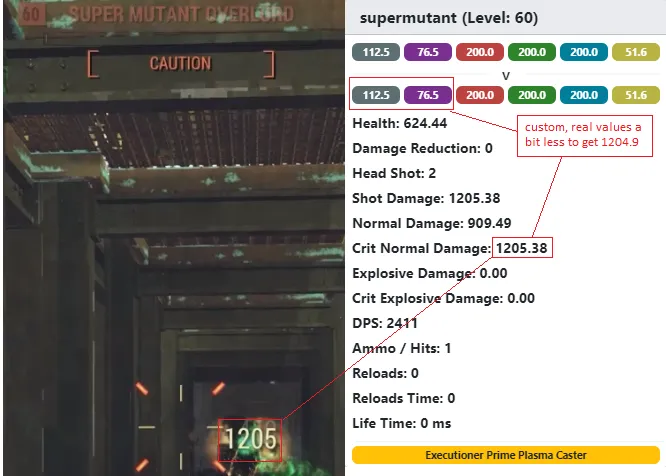 60 SUPER MUTANT OVERLORD
CAUTION
1205
supermutant (Level: 60)
112.5 76.5 200.0 200.0 200.0 51.6
V
112.5 76.5 200.0 200.0 200.0 51.6
custom, real values a
bit less to get 1204.9
Health: 624.44
Damage Reduction: 0
Head Shot: 2
Shot Damage: 1205.38
Normal Damage: 909.49
Crit Normal Damage: 1205.38
Explosive Damage: 0.00
Crit Explosive Damage: 0.00
DPS: 2411
Ammo / Hits: 1
Reloads: 0
Reloads Time: 0
Life Time: 0 ms
Executioner Prime Plasma Caster